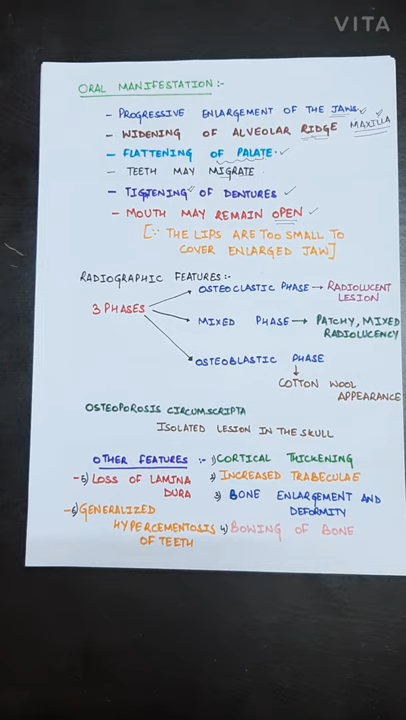 VITA
ORAL MANIFESTATION :-
- PROGRESSIVE ENLARGEMENT OF THE JAWS.
- WIDENING OF ALVEOLAR RIDGE MAXILLA
- FLATTENING OF PALATE.
- TEETH MAY MIGRATE
- TIGTENING OF DENTURES
- MOUTH MAY REMAIN OPEN
[∵ THE LIPS ARE TOO SMALL TO
COVER ENLARGED JAW]
RADIOGRAPHIC FEATURES :-
3 PHASES
OSTEOCLASTIC PHASE → RADIOLUCENT
LESION
MIXED PHASE → PATCHY, MIXED
RADIOLUCENCY
OSTEOBLASTIC PHASE
↓
COTTON WOOL
APPEARANCE
OSTEOPOROSIS CIRCUMSCRIPTA
ISOLATED LESION IN THE SKULL
OTHER FEATURES :- 1) CORTICAL THICKENING
2) INCREASED TRABECULAE
3) BONE ENLARGEMENT AND
DEFORMITY
4) BOWING OF BONE
- 5) LOSS OF LAMINA
DURA
- 6) GENERALIZED
HYPERCEMENTOSIS
OF TEETH